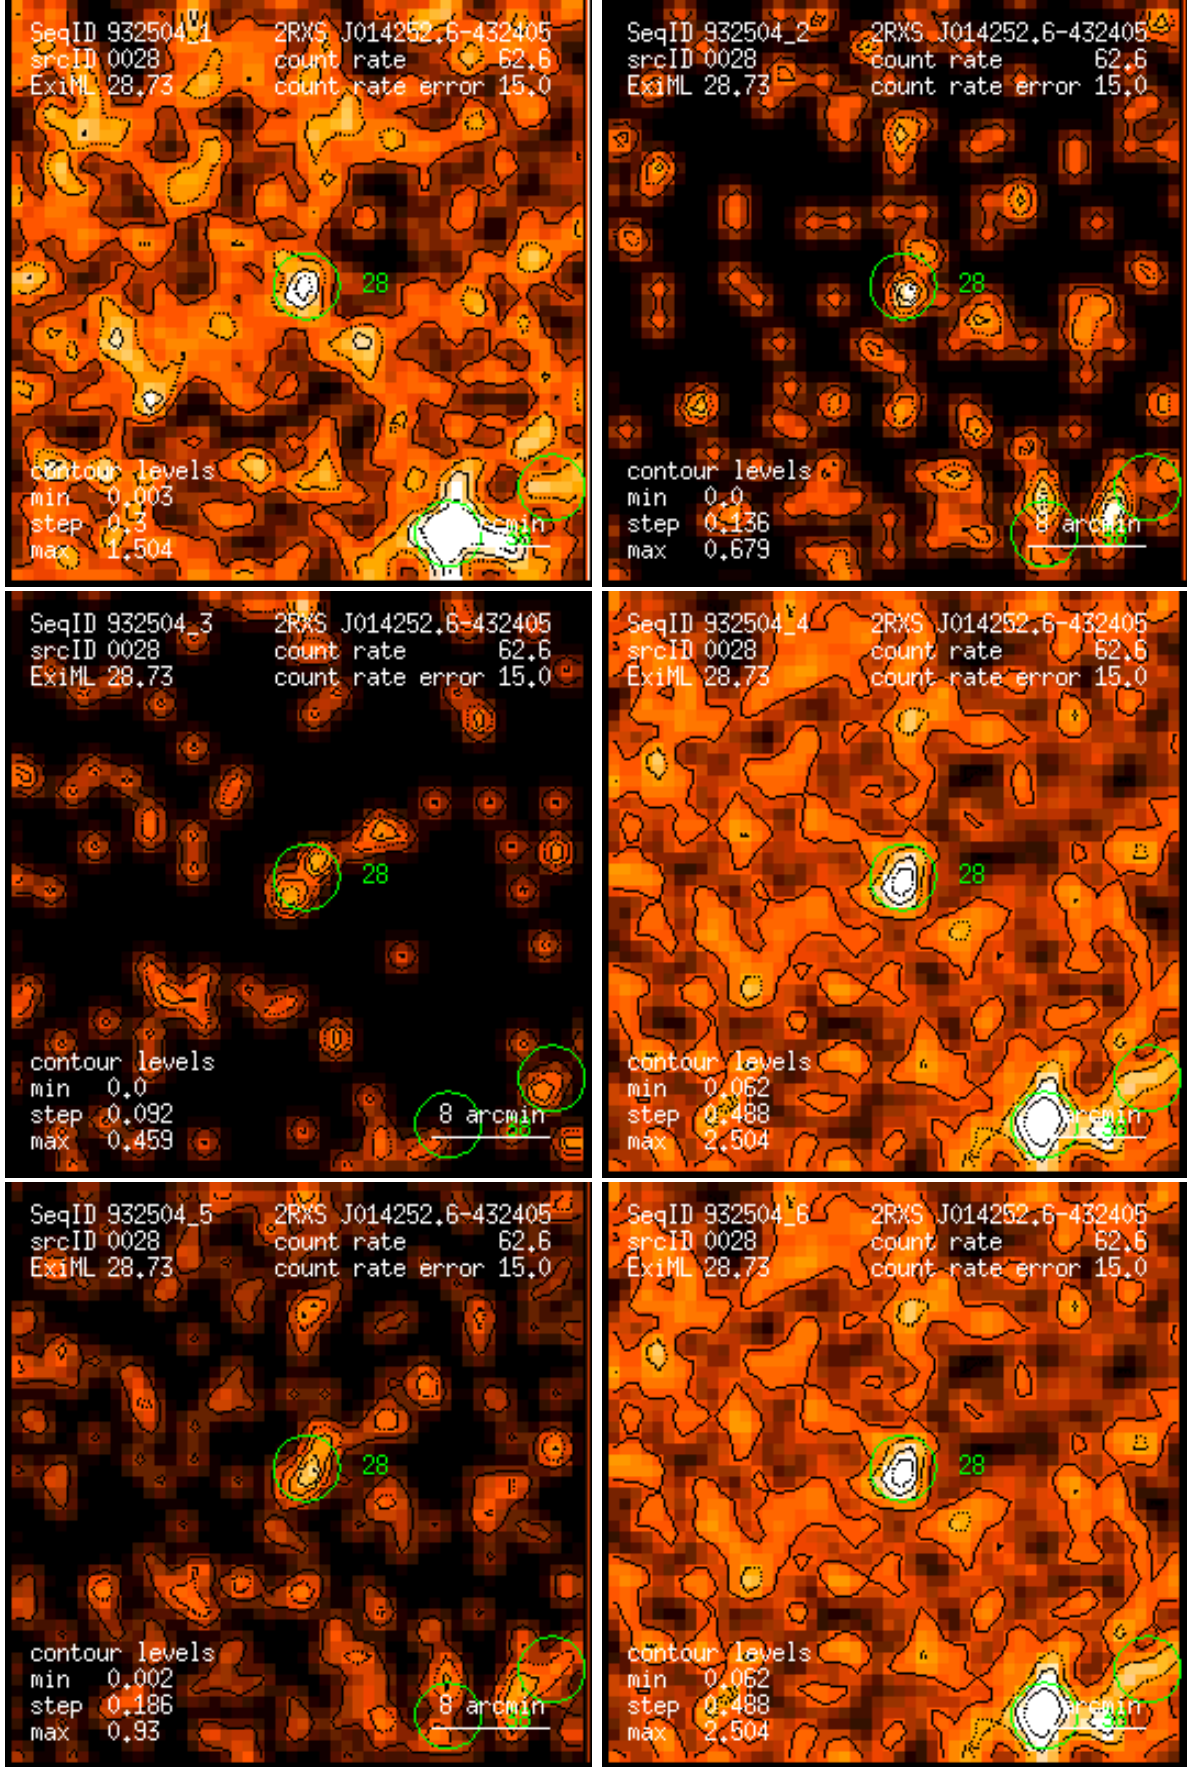 SeqID 932504_1 2RXS J014252.6-432405
srcID 0028 count rate 62.6
ExiML 28.73 count rate error 15.0
28
contour levels
min 0.003
step 0.3
max 1.504
arcmin
SeqID 932504_2 2RXS J014252.6-432405
srcID 0028 count rate 62.6
ExiML 28.73 count rate error 15.0
28
contour levels
min 0.0
step 0.136
max 0.679
8 arcmin
SeqID 932504_3 2RXS J014252.6-432405
srcID 0028 count rate 62.6
ExiML 28.73 count rate error 15.0
28
contour levels
min 0.0
step 0.092
max 0.459
8 arcmin
SeqID 932504_4 2RXS J014252.6-432405
srcID 0028 count rate 62.6
ExiML 28.73 count rate error 15.0
28
contour levels
min 0.062
step 0.488
max 2.504
arcmin
SeqID 932504_5 2RXS J014252.6-432405
srcID 0028 count rate 62.6
ExiML 28.73 count rate error 15.0
28
contour levels
min 0.002
step 0.186
max 0.93
8 arcmin
SeqID 932504_6 2RXS J014252.6-432405
srcID 0028 count rate 62.6
ExiML 28.73 count rate error 15.0
28
contour levels
min 0.062
step 0.488
max 2.504
arcmin